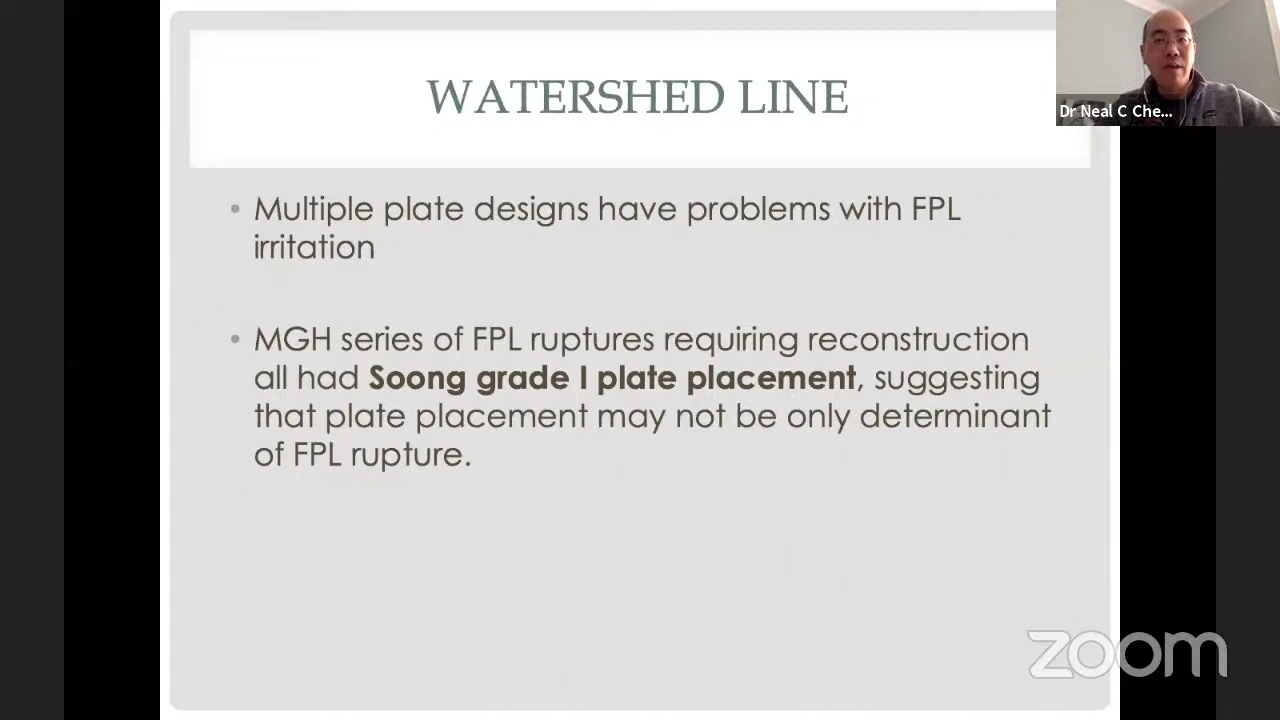 WATERSHED LINE
Dr Neal C Che...
• Multiple plate designs have problems with FPL
irritation
• MGH series of FPL ruptures requiring reconstruction
all had Soong grade I plate placement, suggesting
that plate placement may not be only determinant
of FPL rupture.
zoom